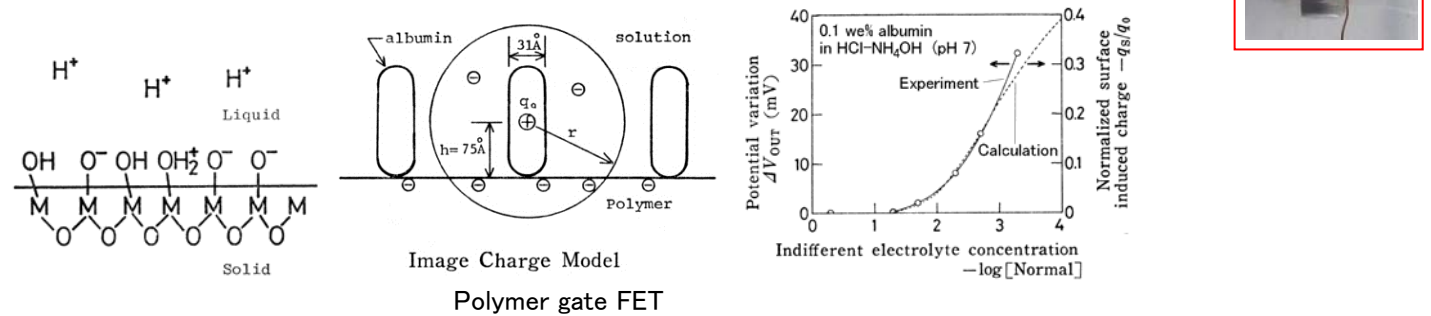 H⁺
H⁺
H⁺
Liquid
OH O⁻ OH OH₂⁺ O⁻ O⁻
M M M M M M M
O O O O O O
Solid
albumin
31Å
solution
q₀
h=75Å
r
Polymer
Image Charge Model
Polymer gate FET
0.1 we% albumin
in HCl-NH₄OH (pH 7)
Experiment
Calculation
Potential variation
ΔV_OUT (mV)
40
30
20
10
0
0 1 2 3 4
0.4
0.3
0.2
0.1
0
Normalized surface
induced charge −qₛ/q₀
Indifferent electrolyte concentration
−log[Normal]